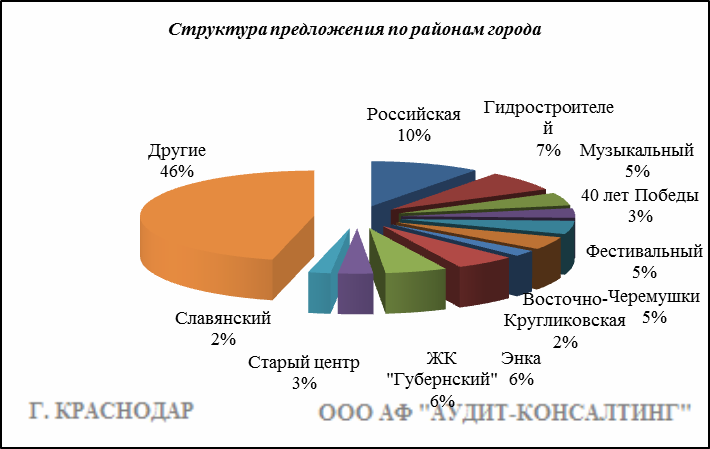 Структура предложения по районам города
Российская
10%
Гидростроителе
й
7%
Музыкальный
5%
40 лет Победы
3%
Фестивальный
5%
Черемушки
5%
Восточно-
Кругликовская
2%
Энка
6%
ЖК
"Губернский"
6%
Старый центр
3%
Славянский
2%
Другие
46%
Г. КРАСНОДАР
ООО АФ "АУДИТ-КОНСАЛТИНГ"